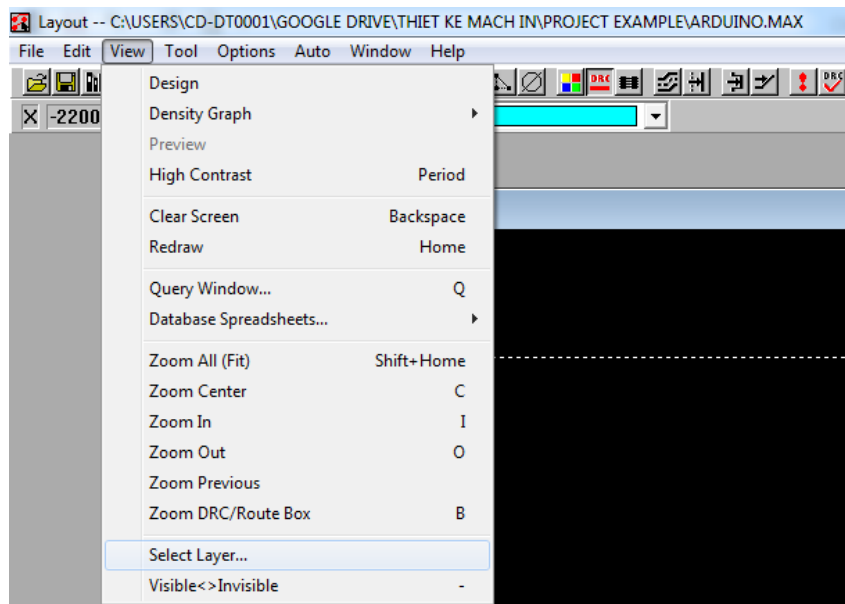 Layout -- C:\USERS\CD-DT0001\GOOGLE DRIVE\THIET KE MACH IN\PROJECT EXAMPLE\ARDUINO.MAX
File Edit View Tool Options Auto Window Help
DRC DRC
X -2200
Design
Density Graph
Preview
High Contrast Period
Clear Screen Backspace
Redraw Home
Query Window... Q
Database Spreadsheets...
Zoom All (Fit) Shift+Home
Zoom Center C
Zoom In I
Zoom Out O
Zoom Previous
Zoom DRC/Route Box B
Select Layer...
Visible<>Invisible -